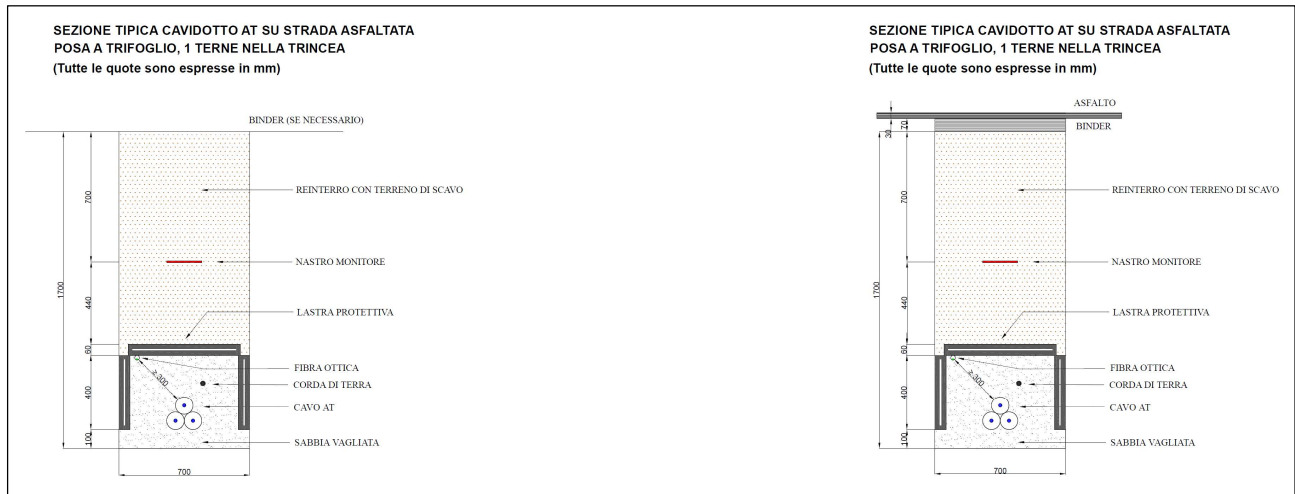 SEZIONE TIPICA CAVIDOTTO AT SU STRADA ASFALTATA
POSA A TRIFOGLIO, 1 TERNE NELLA TRINCEA
(Tutte le quote sono espresse in mm)
BINDER (SE NECESSARIO)
REINTERRO CON TERRENO DI SCAVO
NASTRO MONITORE
LASTRA PROTETTIVA
FIBRA OTTICA
CORDA DI TERRA
CAVO AT
SABBIA VAGLIATA
1700
700
440
60
400
100
≥ 300
700
SEZIONE TIPICA CAVIDOTTO AT SU STRADA ASFALTATA
POSA A TRIFOGLIO, 1 TERNE NELLA TRINCEA
(Tutte le quote sono espresse in mm)
ASFALTO
BINDER
REINTERRO CON TERRENO DI SCAVO
NASTRO MONITORE
LASTRA PROTETTIVA
FIBRA OTTICA
CORDA DI TERRA
CAVO AT
SABBIA VAGLIATA
30
70
1700
700
440
60
400
100
≥ 300
700